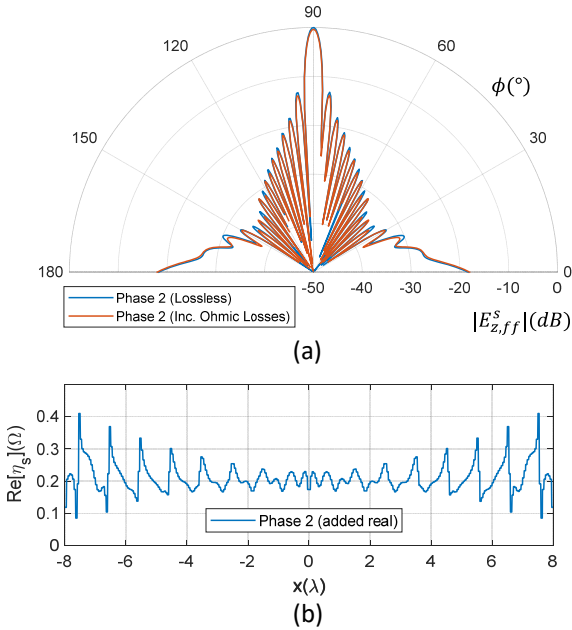 90
120
60
ϕ(°)
150
30
180
-50
-40
-30
-20
-10
0
Phase 2 (Lossless)
Phase 2 (Inc. Ohmic Losses)
|E^s_{z,ff}|(dB)
(a)
Re[η_s](Ω)
0.4
0.3
0.2
0.1
0
Phase 2 (added real)
-8 -6 -4 -2 0 2 4 6 8
x(λ)
(b)